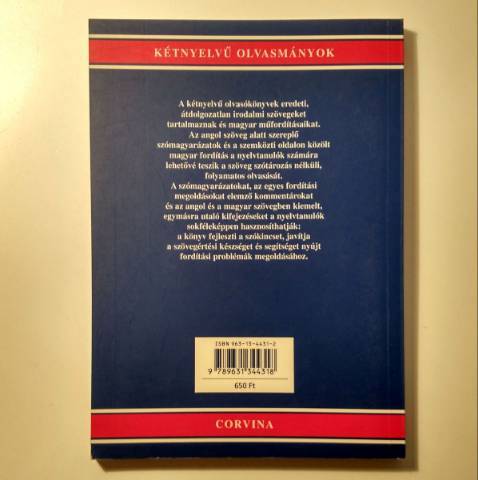 KÉTNYELVŰ OLVASMÁNYOK
A kétnyelvű olvasókönyvek eredeti,
átdolgozatlan irodalmi szövegeket
tartalmaznak és magyar műfordításaikat.
Az angol szöveg alatt szereplő
szómagyarázatok és a szemközti oldalon közölt
magyar fordítás a nyelvtanulók számára
lehetővé teszik a szöveg szótározás nélküli,
folyamatos olvasását.
A szómagyarázatokat, az egyes fordítási
megoldásokat elemző kommentárokat
és az angol és a magyar szövegben kiemelt,
egymásra utaló kifejezéseket a nyelvtanulók
sokféleképpen hasznosíthatják:
a könyv fejleszti a szókincset, javítja
a szövegértési készséget és segítséget nyújt
fordítási problémák megoldásához.
ISBN 963-13-4431-2
9 789631 344318
650 Ft
CORVINA